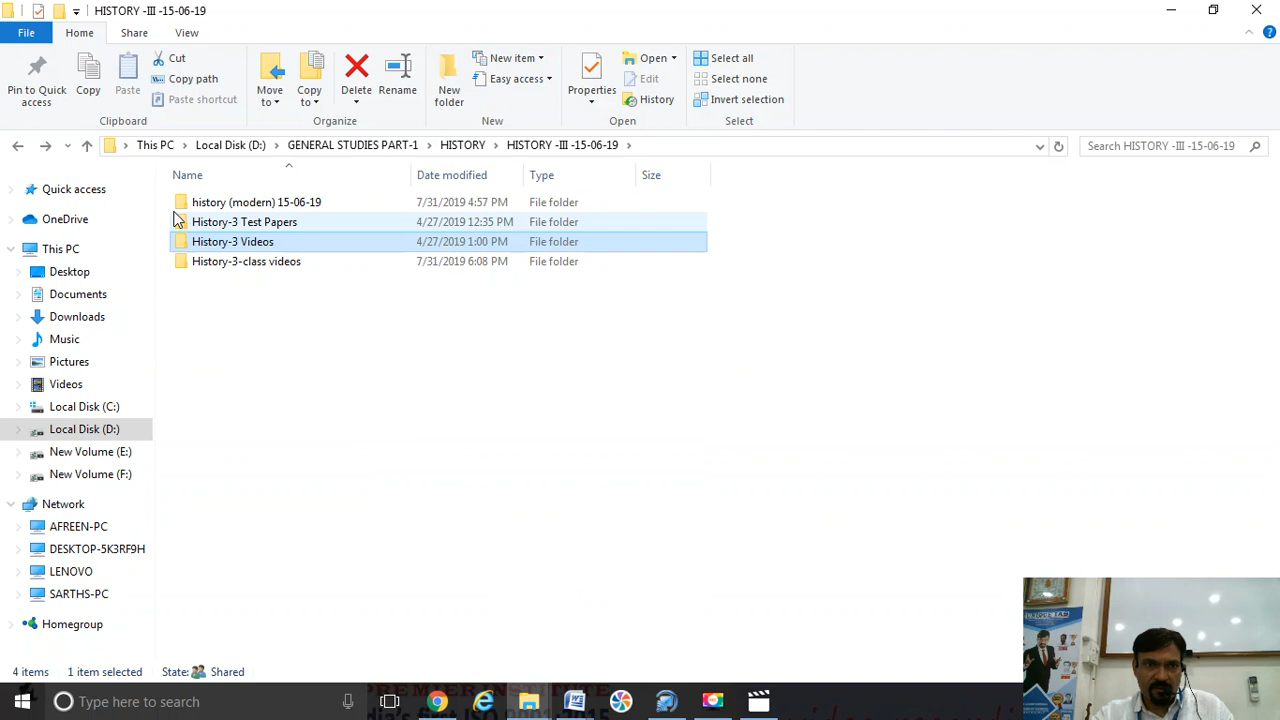 HISTORY -III -15-06-19
File Home Share View
Pin to Quick access
Copy
Paste
Cut
Copy path
Paste shortcut
Clipboard
Move to
Copy to
Delete
Rename
Organize
New folder
New item
Easy access
New
Properties
Open
Edit
History
Open
Select all
Select none
Invert selection
Select
This PC Local Disk (D:) GENERAL STUDIES PART-1 HISTORY HISTORY -III -15-06-19
Search HISTORY -III -15-06-19
Name Date modified Type Size
history (modern) 15-06-19 7/31/2019 4:57 PM File folder
History-3 Test Papers 4/27/2019 12:35 PM File folder
History-3 Videos 4/27/2019 1:00 PM File folder
History-3-class videos 7/31/2019 6:08 PM File folder
Quick access
OneDrive
This PC
Desktop
Documents
Downloads
Music
Pictures
Videos
Local Disk (C:)
Local Disk (D:)
New Volume (E:)
New Volume (F:)
Network
AFREEN-PC
DESKTOP-5K3RF9H
LENOVO
SARTHS-PC
Homegroup
4 items 1 item selected State: Shared
Type here to search
PREMIER INSTITUTE